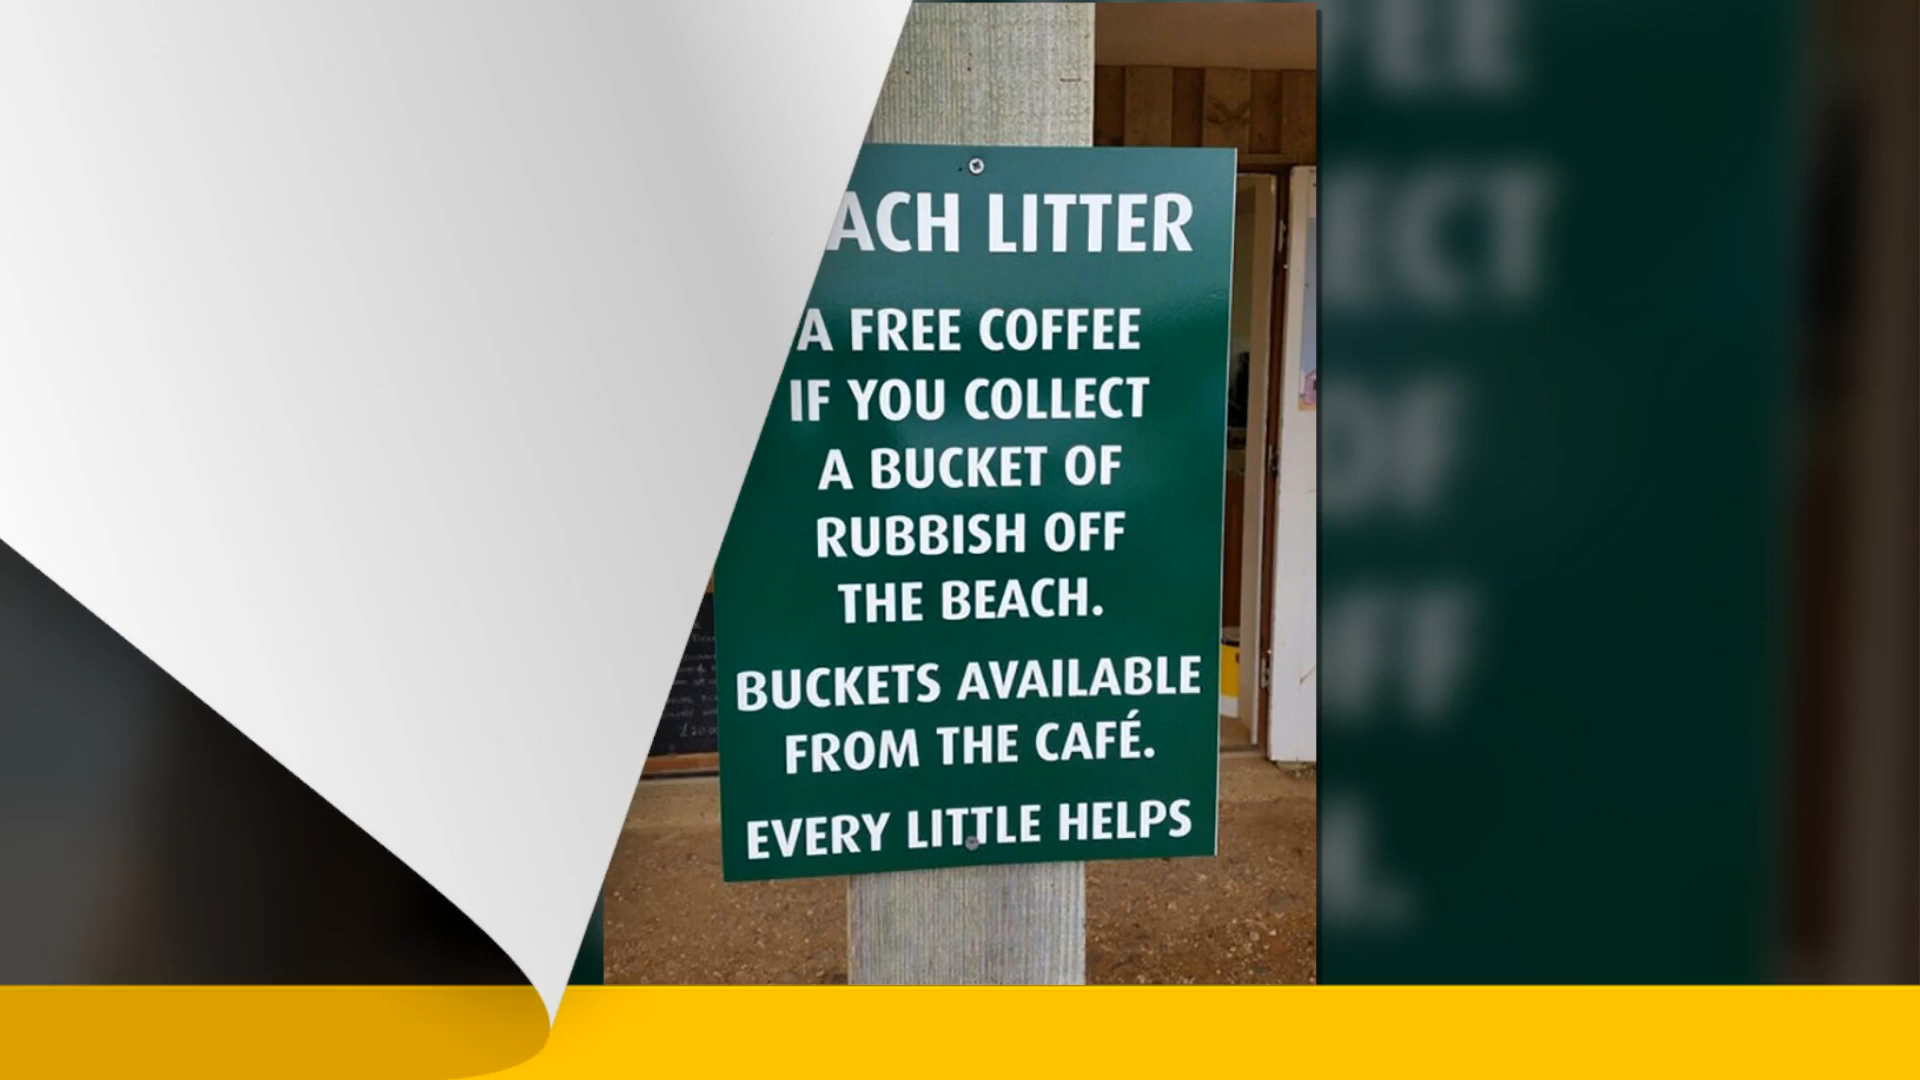 ACH LITTER
A FREE COFFEE
IF YOU COLLECT
A BUCKET OF
RUBBISH OFF
THE BEACH.
BUCKETS AVAILABLE
FROM THE CAFÉ.
EVERY LITTLE HELPS